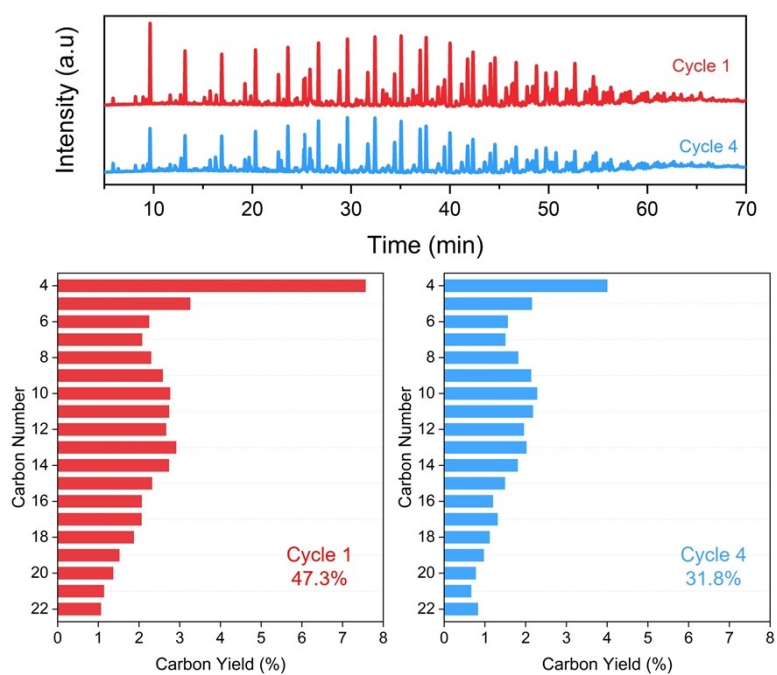 Intensity (a.u)
Cycle 1
Cycle 4
10 20 30 40 50 60 70
Time (min)
Carbon Number
4
6
8
10
12
14
16
18
20
22
Cycle 1
47.3%
0 1 2 3 4 5 6 7 8
Carbon Yield (%)
Carbon Number
4
6
8
10
12
14
16
18
20
22
Cycle 4
31.8%
0 1 2 3 4 5 6 7 8
Carbon Yield (%)